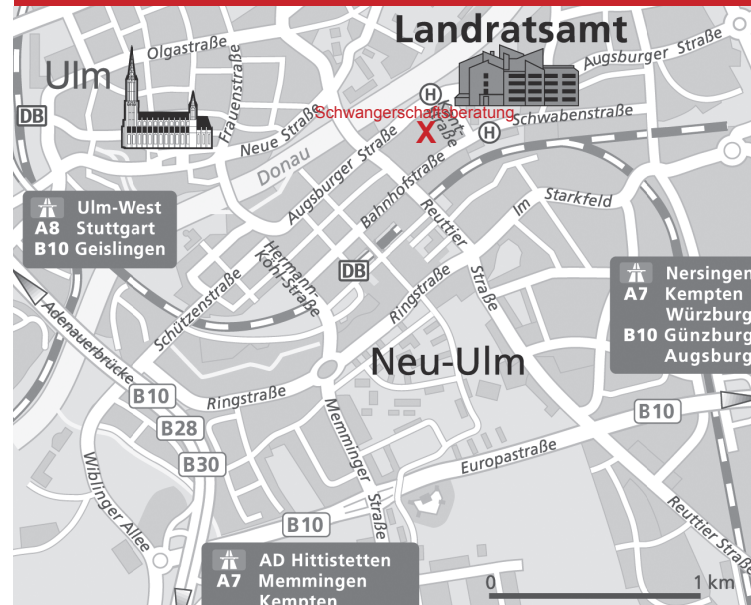 Landratsamt
Olgastraße
Augsburger Straße
Ulm
Frauenstraße
H
DB
Schwangerschaftsberatung
X
H
Schwabenstraße
Neue Straße
Donau
Augsburger Straße
Bahnhofstraße
Reuttier Straße
Im Starkfeld
Ulm-West
A8 Stuttgart
B10 Geislingen
Hermann-
Köhl-Straße
DB
Schützenstraße
Ringstraße
Nersingen
A7 Kempten
Würzburg
B10 Günzburg
Augsburg
Adenauerbrücke
Neu-Ulm
B10
Ringstraße
B10
B28
Memminger Straße
B30
Europastraße
Wiblinger Allee
Reuttier Straße
B10
AD Hittistetten
A7 Memmingen
Kempten
0 1 km